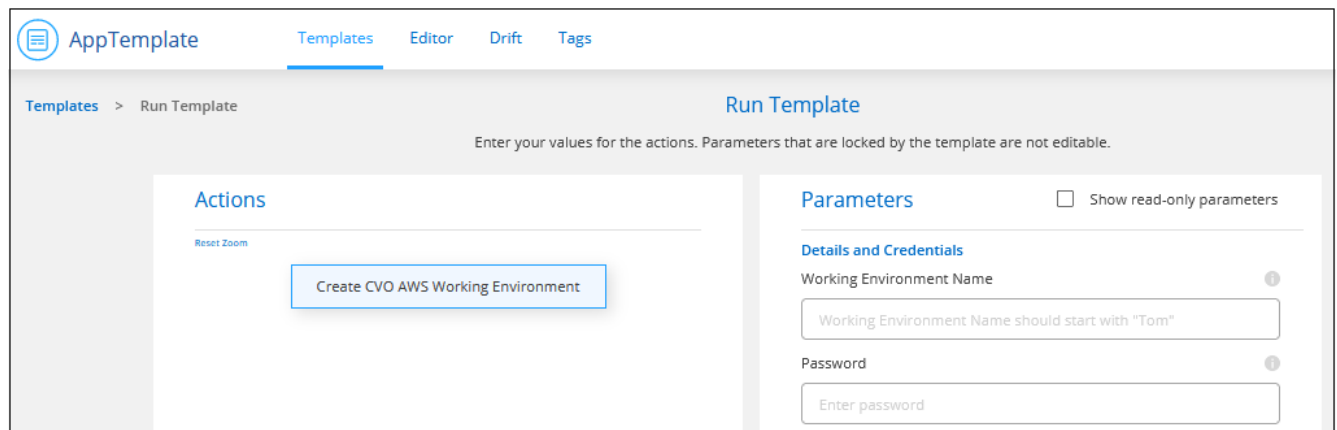 AppTemplate
Templates Editor Drift Tags
Templates > Run Template
Run Template
Enter your values for the actions. Parameters that are locked by the template are not editable.
Actions
Reset Zoom
Create CVO AWS Working Environment
Parameters
Show read-only parameters
Details and Credentials
Working Environment Name
Working Environment Name should start with "Tom"
Password
Enter password